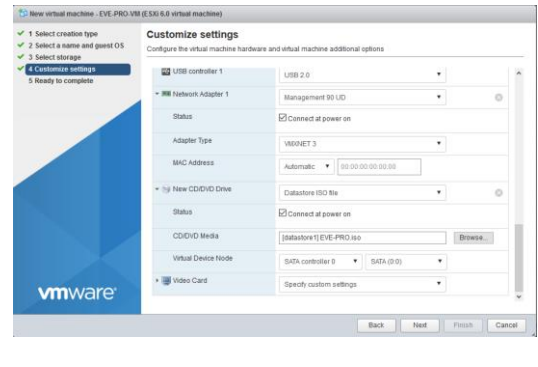 New virtual machine - EVE-PRO-VM (ESXi 6.0 virtual machine)
1 Select creation type
2 Select a name and guest OS
3 Select storage
4 Customize settings
5 Ready to complete
Customize settings
Configure the virtual machine hardware and virtual machine additional options
USB controller 1 USB 2.0
Network Adapter 1 Management 90 UD
Status Connect at power on
Adapter Type VMXNET 3
MAC Address Automatic 00:00:00:00:00:00
New CD/DVD Drive Datastore ISO file
Status Connect at power on
CD/DVD Media [datastore1] EVE-PRO.iso Browse...
Virtual Device Node SATA controller 0 SATA (0:0)
Video Card Specify custom settings
vmware
Back Next Finish Cancel